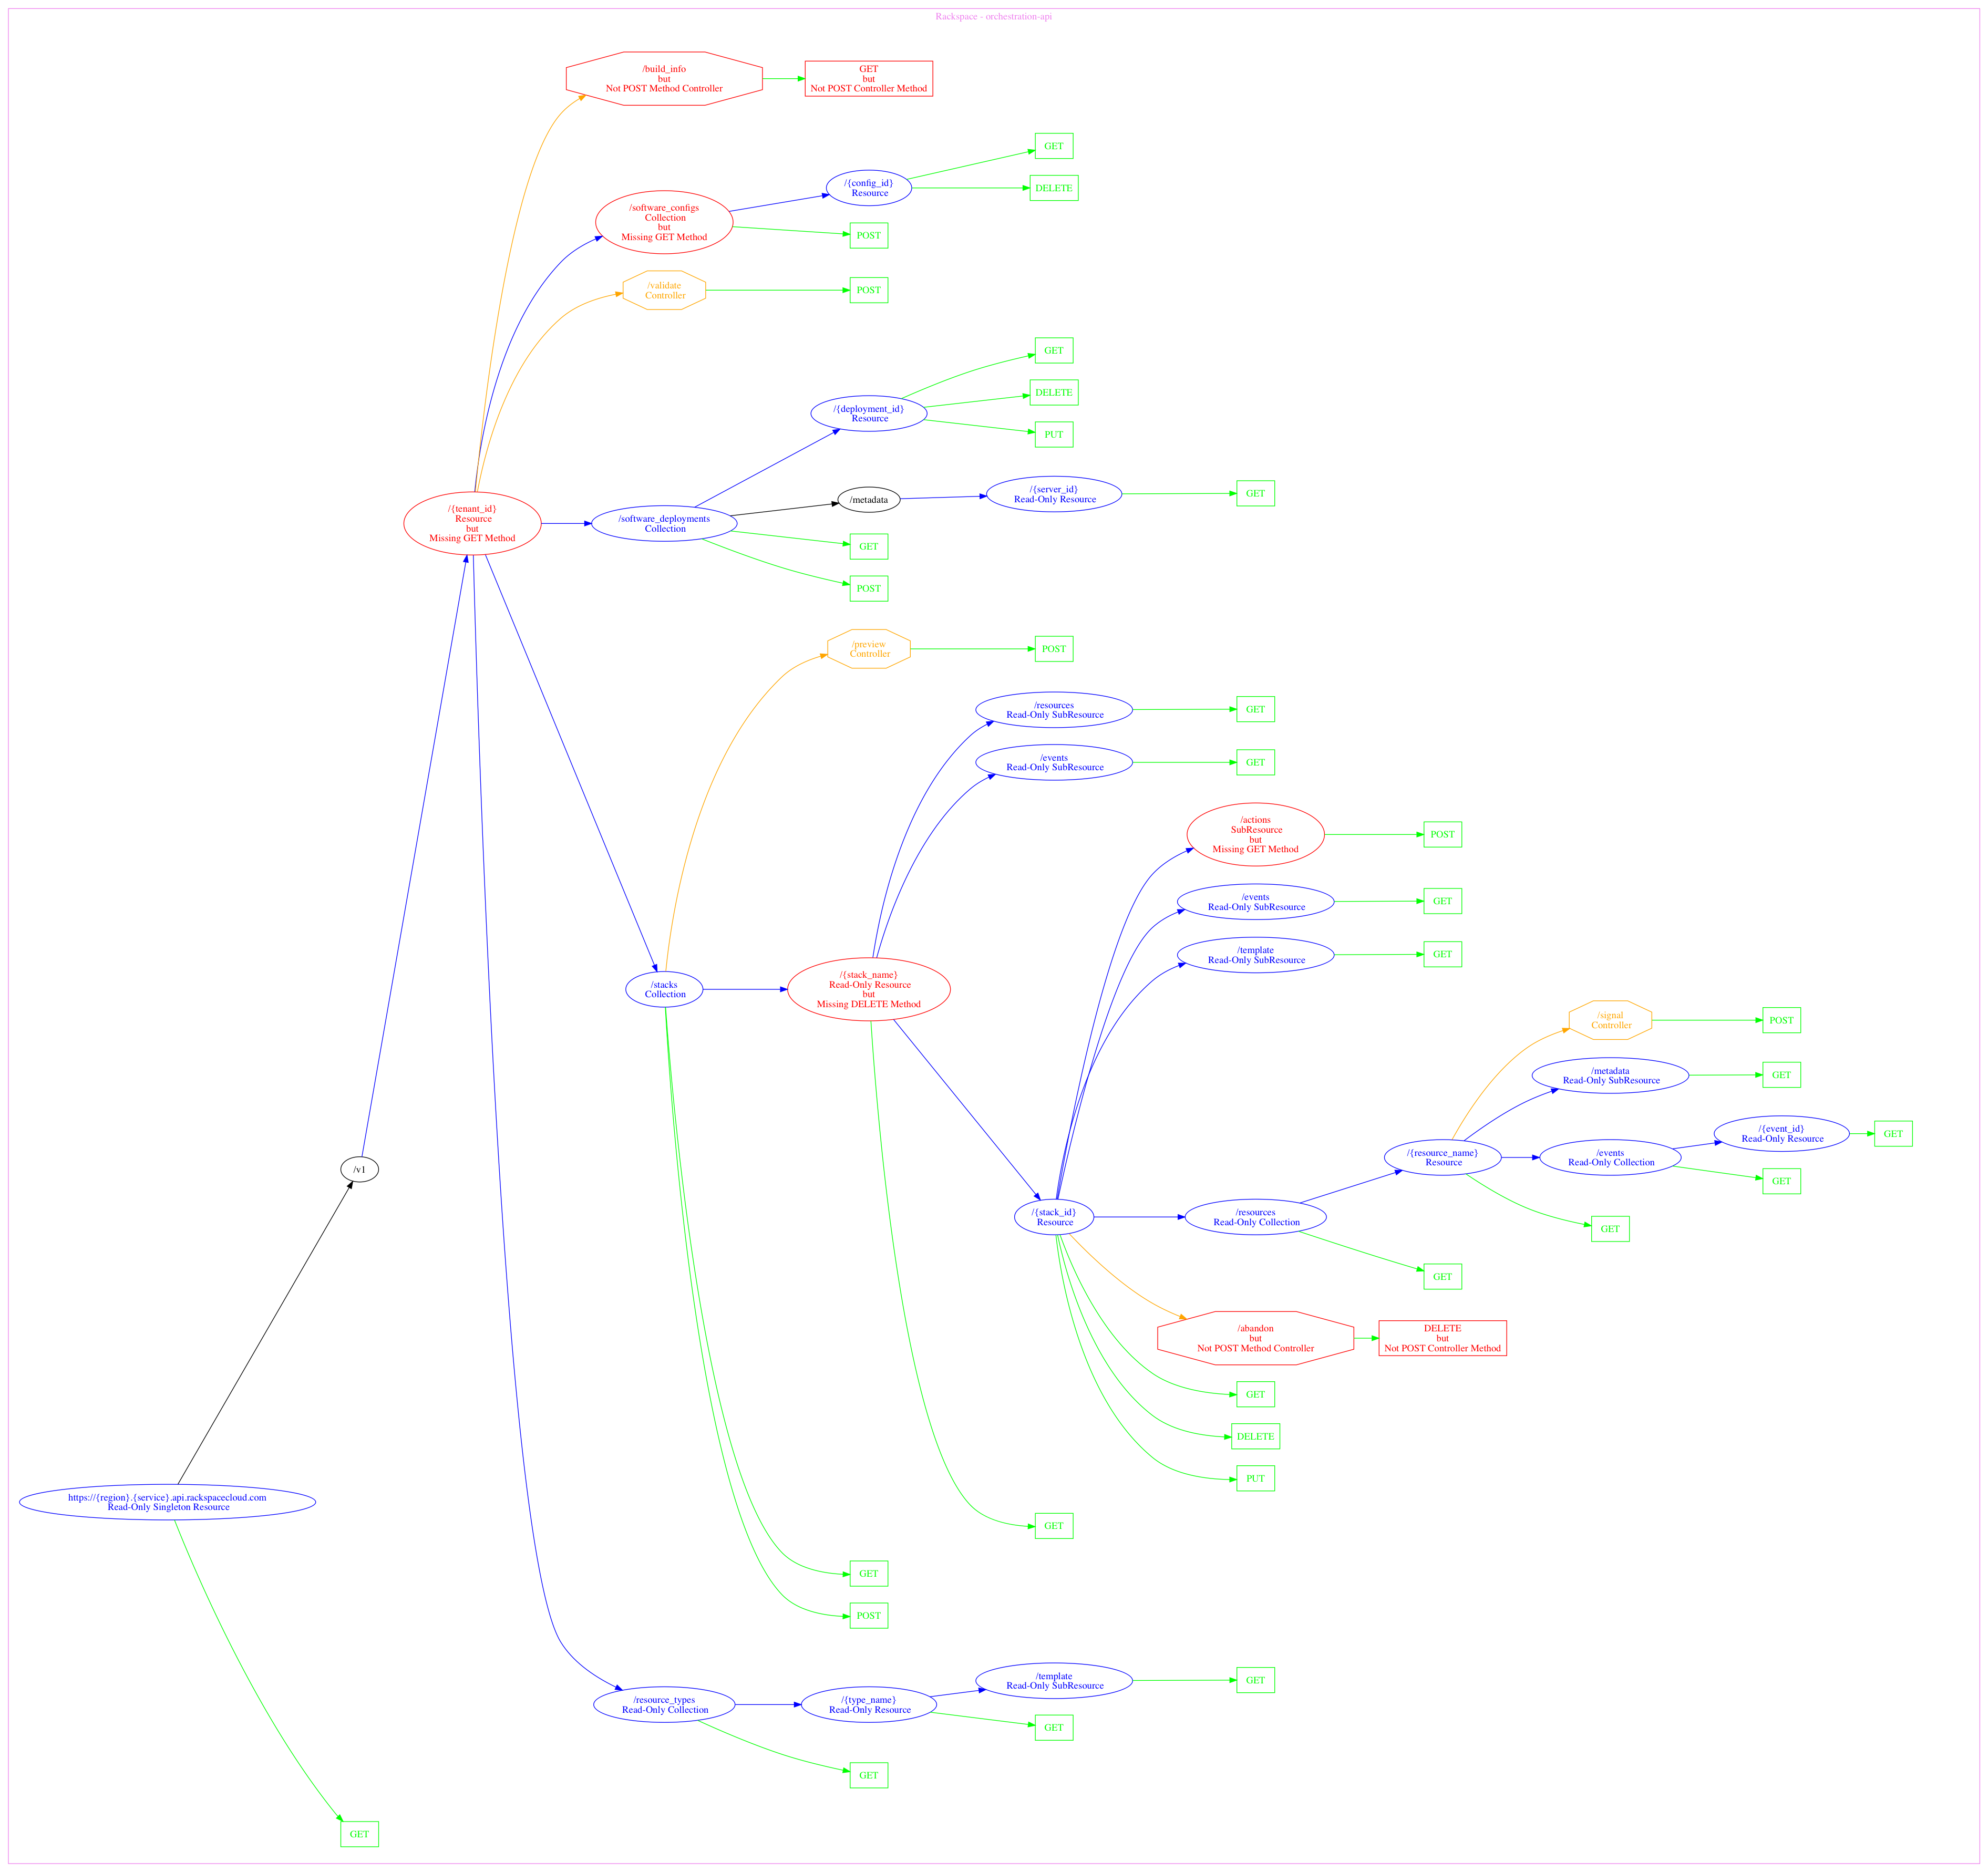 Rackspace - orchestration-api
/build_info
but
Not POST Method Controller
GET
but
Not POST Controller Method
GET
/{config_id}
Resource
DELETE
/software_configs
Collection
but
Missing GET Method
POST
/validate
Controller
POST
GET
/{deployment_id}
Resource
DELETE
PUT
/metadata
/{server_id}
Read-Only Resource
GET
/{tenant_id}
Resource
but
Missing GET Method
/software_deployments
Collection
GET
POST
/preview
Controller
POST
/resources
Read-Only SubResource
GET
/events
Read-Only SubResource
GET
/actions
SubResource
but
Missing GET Method
POST
/events
Read-Only SubResource
GET
/template
Read-Only SubResource
GET
/stacks
Collection
/{stack_name}
Read-Only Resource
but
Missing DELETE Method
/signal
Controller
POST
/metadata
Read-Only SubResource
GET
/{event_id}
Read-Only Resource
GET
/{resource_name}
Resource
/events
Read-Only Collection
GET
/v1
/{stack_id}
Resource
/resources
Read-Only Collection
GET
GET
/abandon
but
Not POST Method Controller
DELETE
but
Not POST Controller Method
GET
DELETE
PUT
https://{region}.{service}.api.rackspacecloud.com
Read-Only Singleton Resource
GET
GET
POST
/resource_types
Read-Only Collection
/{type_name}
Read-Only Resource
/template
Read-Only SubResource
GET
GET
GET
GET